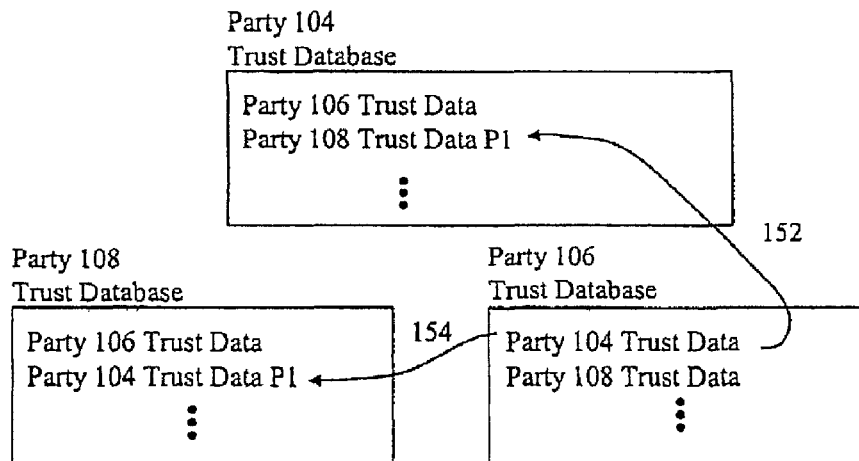 Party 104
Trust Database
Party 106 Trust Data
Party 108 Trust Data P1
152
Party 108
Trust Database
Party 106 Trust Data
Party 104 Trust Data P1
154
Party 106
Trust Database
Party 104 Trust Data
Party 108 Trust Data